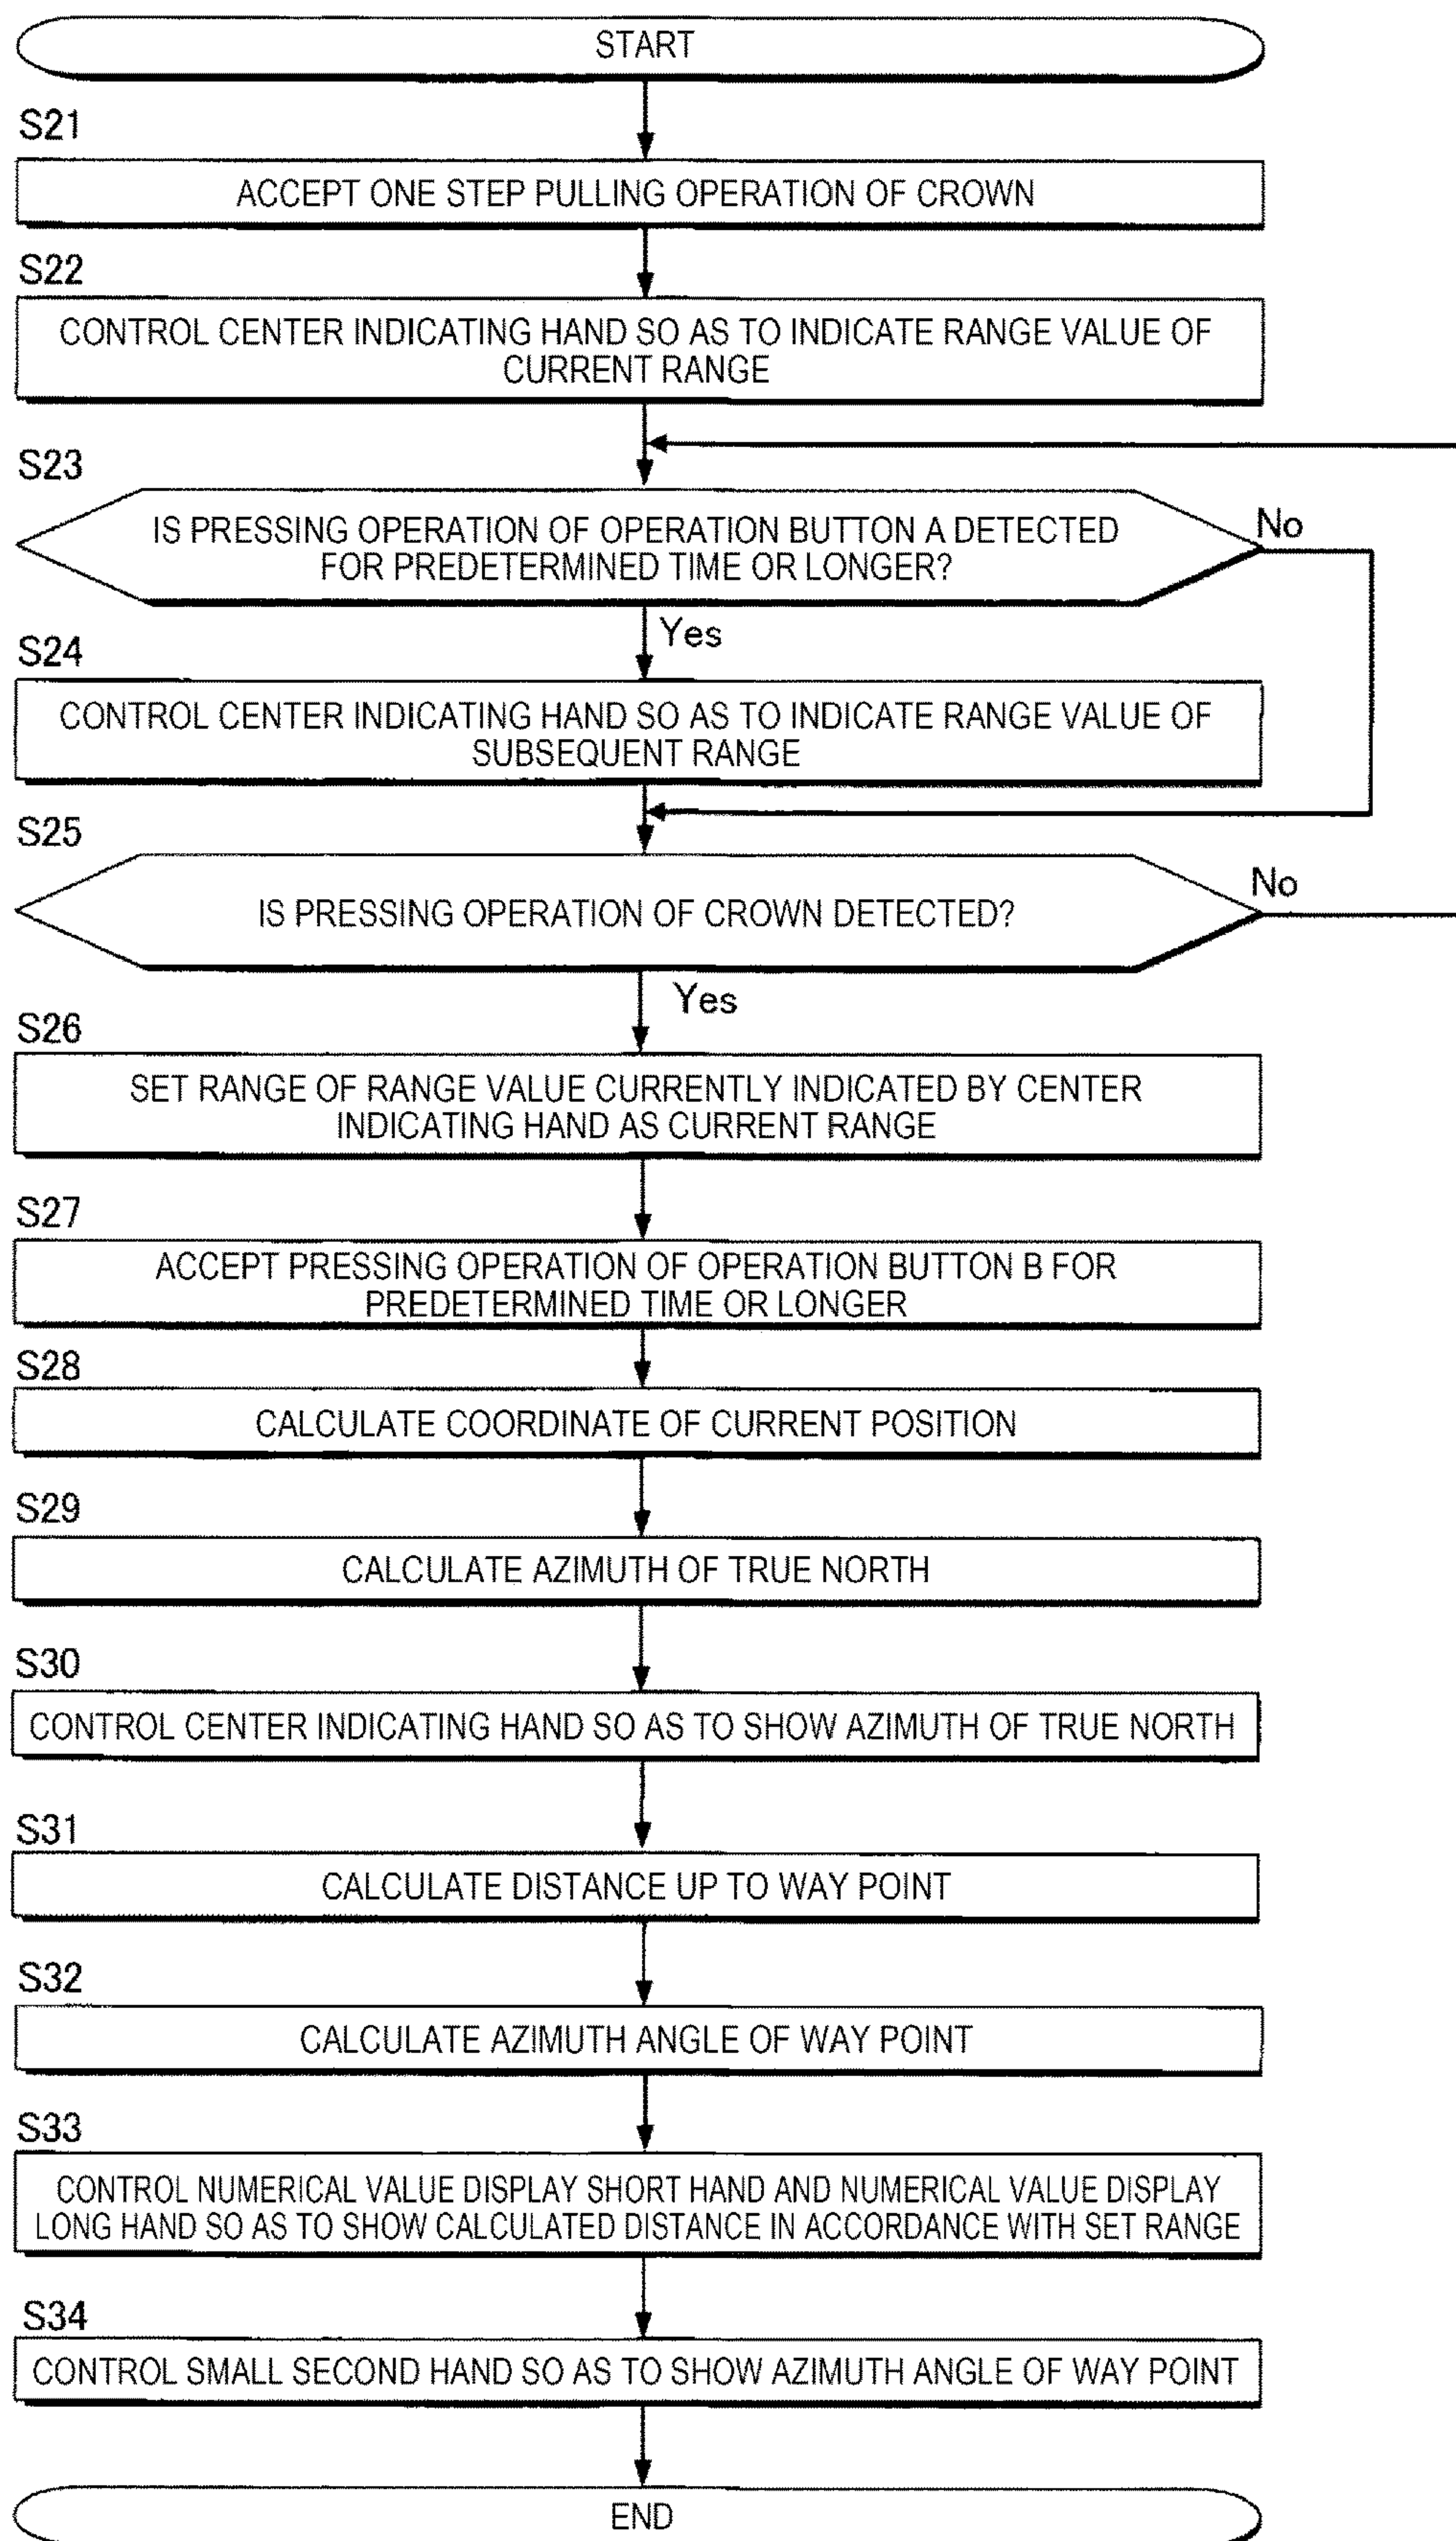 START
S21
ACCEPT ONE STEP PULLING OPERATION OF CROWN
S22
CONTROL CENTER INDICATING HAND SO AS TO INDICATE RANGE VALUE OF
CURRENT RANGE
S23
IS PRESSING OPERATION OF OPERATION BUTTON A DETECTED
FOR PREDETERMINED TIME OR LONGER?
No
Yes
S24
CONTROL CENTER INDICATING HAND SO AS TO INDICATE RANGE VALUE OF
SUBSEQUENT RANGE
S25
IS PRESSING OPERATION OF CROWN DETECTED?
No
Yes
S26
SET RANGE OF RANGE VALUE CURRENTLY INDICATED BY CENTER
INDICATING HAND AS CURRENT RANGE
S27
ACCEPT PRESSING OPERATION OF OPERATION BUTTON B FOR
PREDETERMINED TIME OR LONGER
S28
CALCULATE COORDINATE OF CURRENT POSITION
S29
CALCULATE AZIMUTH OF TRUE NORTH
S30
CONTROL CENTER INDICATING HAND SO AS TO SHOW AZIMUTH OF TRUE NORTH
S31
CALCULATE DISTANCE UP TO WAY POINT
S32
CALCULATE AZIMUTH ANGLE OF WAY POINT
S33
CONTROL NUMERICAL VALUE DISPLAY SHORT HAND AND NUMERICAL VALUE DISPLAY
LONG HAND SO AS TO SHOW CALCULATED DISTANCE IN ACCORDANCE WITH SET RANGE
S34
CONTROL SMALL SECOND HAND SO AS TO SHOW AZIMUTH ANGLE OF WAY POINT
END